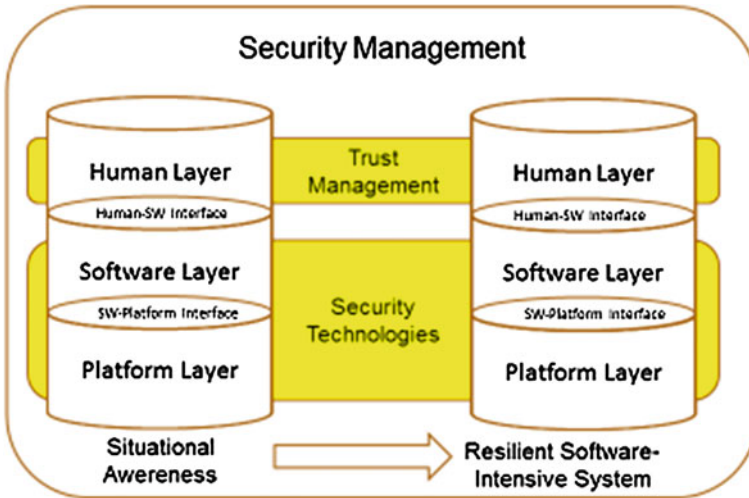 Security Management
Human Layer
Human-SW Interface
Software Layer
SW-Platform Interface
Platform Layer
Trust
Management
Security
Technologies
Human Layer
Human-SW Interface
Software Layer
SW-Platform Interface
Platform Layer
Situational
Awereness
Resilient Software-
Intensive System